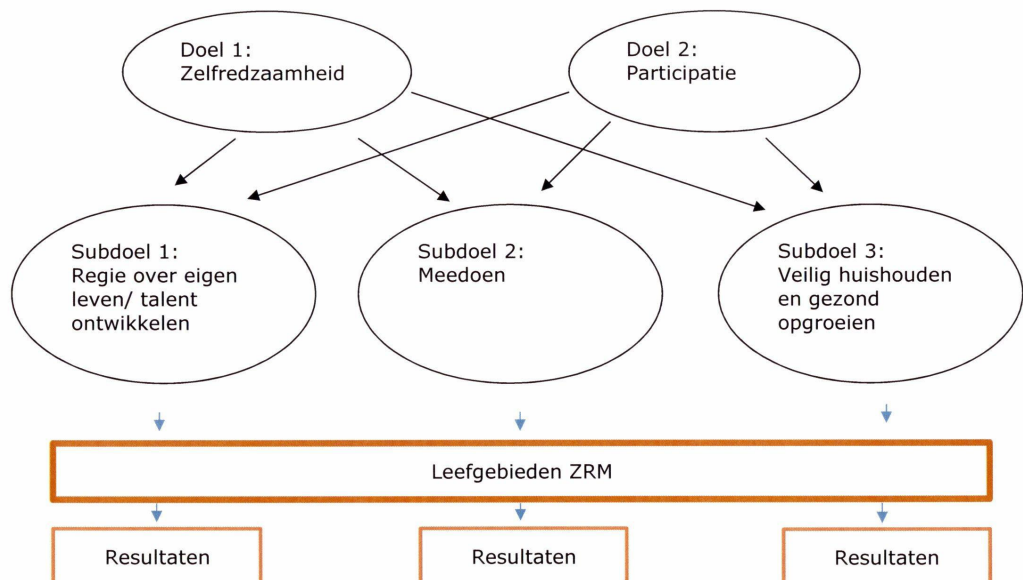 Doel 1:
Zelfredzaamheid
Doel 2:
Participatie
Subdoel 1:
Regie over eigen
leven/ talent
ontwikkelen
Subdoel 2:
Meedoen
Subdoel 3:
Veilig huishouden
en gezond
opgroeien
Leefgebieden ZRM
Resultaten
Resultaten
Resultaten